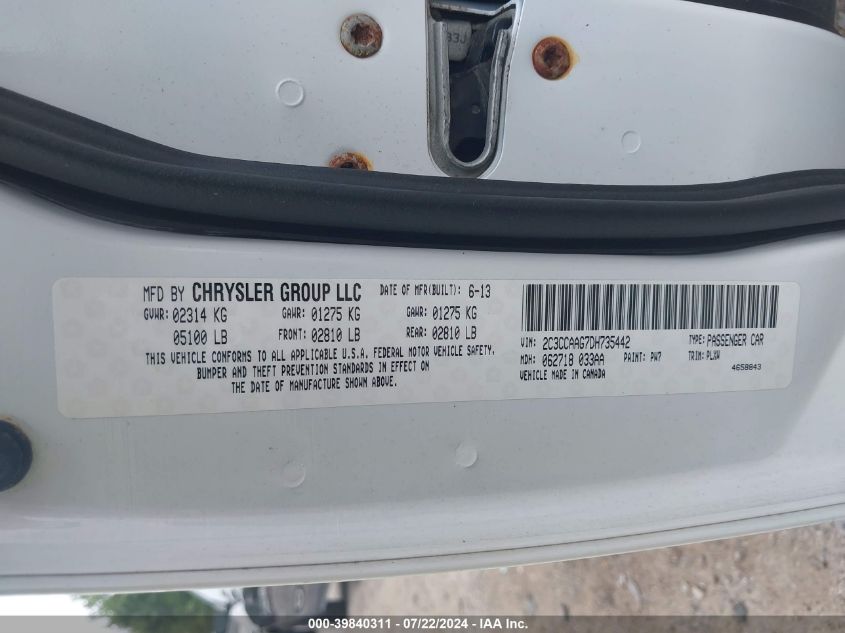 33J
MFD BY CHRYSLER GROUP LLC DATE OF MFR(BUILT): 6-13
GVWR: 02314 KG GAWR: 01275 KG GAWR: 01275 KG
05100 LB FRONT: 02810 LB REAR: 02810 LB
THIS VEHICLE CONFORMS TO ALL APPLICABLE U.S.A. FEDERAL MOTOR VEHICLE SAFETY,
BUMPER AND THEFT PREVENTION STANDARDS IN EFFECT ON
THE DATE OF MANUFACTURE SHOWN ABOVE.
VIN: 2C3CCAAG7DH735442 TYPE: PASSENGER CAR
MDH: 062718 033AA PAINT: PW7 TRIM: PLXW
VEHICLE MADE IN CANADA 4658843
000-39840311 - 07/22/2024 - IAA Inc.